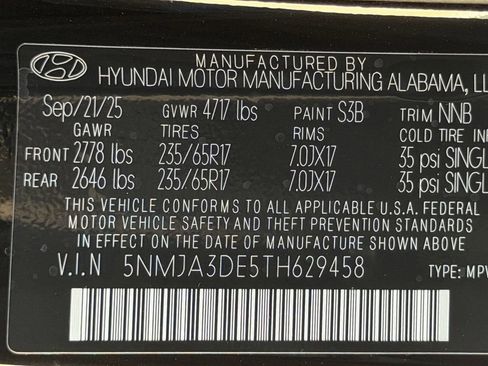 MANUFACTURED BY
HYUNDAI MOTOR MANUFACTURING ALABAMA, LL
Sep/21/25 GVWR 4717 lbs PAINT S3B TRIM NNB
GAWR TIRES RIMS COLD TIRE INF
FRONT 2778 lbs 235/65R17 7.0JX17 35 psi SINGL
REAR 2646 lbs 235/65R17 7.0JX17 35 psi SINGL
THIS VEHICLE CONFORMS TO ALL APPLICABLE U.S.A. FEDERAL
MOTOR VEHICLE SAFETY AND THEFT PREVENTION STANDARDS
IN EFFECT ON THE DATE OF MANUFACTURE SHOWN ABOVE.
V.I.N 5NMJA3DE5TH629458 TYPE: MPV